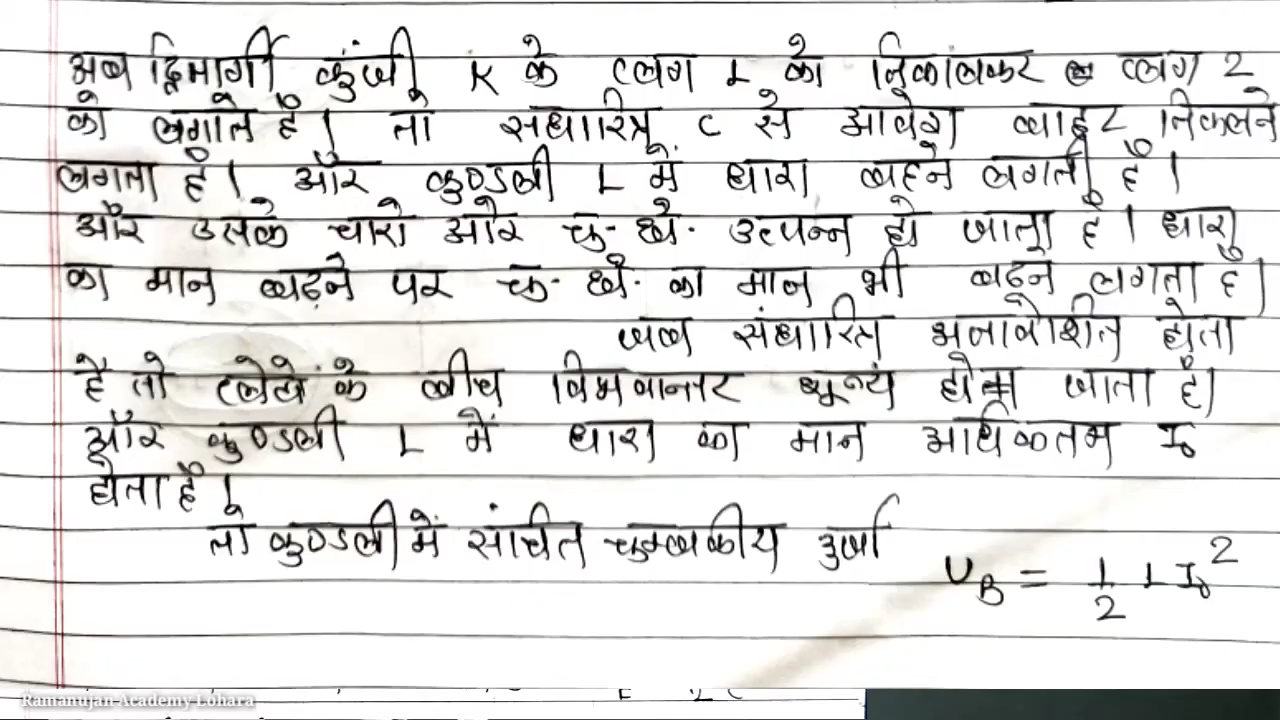 अब द्विमार्गी कुंजी K के प्लग 1 को निकालकर प्लग 2
को लगाते है। तो संधारित्र C से आवेश बाहर निकलने
लगता है। और कुण्डली L में धारा बहने लगती है।
और उसके चारो ओर चु. क्षे. उत्पन्न हो जाता है। धारा
का मान बढ़ने पर चु. क्षे. का मान भी बढ़ने लगता है।
जब संधारित्र अनावेशित होता
है तो प्लेटो के बीच विभवान्तर शून्य हो जाता है।
और कुण्डली L में धारा का मान अधिकतम I₀
होता है।
तो कुण्डली में संचित चुम्बकीय उर्जा
U_B = 1/2 L I₀²
Ramanujan Academy Lohara